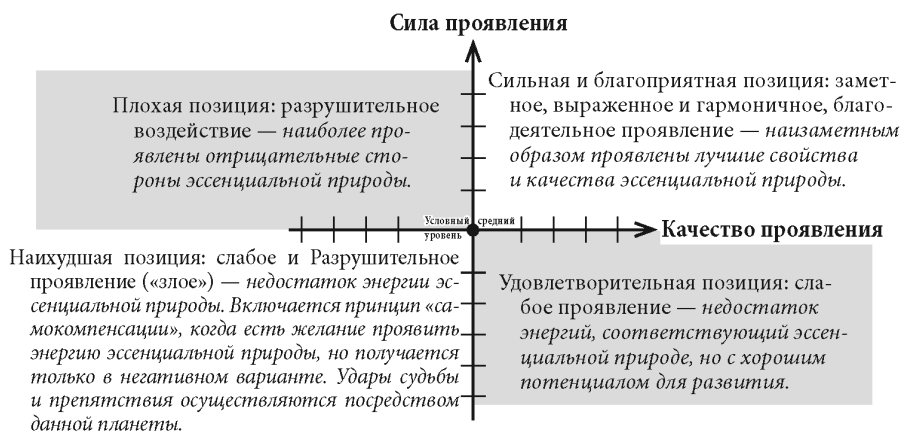 Сила проявления
Плохая позиция: разрушительное
воздействие — наиболее про-
явлены отрицательные сто-
роны эссенциальной природы.
Сильная и благоприятная позиция: замет-
ное, выраженное и гармоничное, благо-
деятельное проявление — наизаметным
образом проявлены лучшие свойства
и качества эссенциальной природы.
Условный средний
уровень
Качество проявления
Наихудшая позиция: слабое и Разрушительное
проявление («злое») — недостаток энергии эс-
сенциальной природы. Включается принцип «са-
мокомпенсации», когда есть желание проявить
энергию эссенциальной природы, но получается
только в негативном варианте. Удары судьбы
и препятствия осуществляются посредством
данной планеты.
Удовлетворительная позиция: сла-
бое проявление — недостаток
энергий, соответствующий эссен-
циальной природе, но с хорошим
потенциалом для развития.